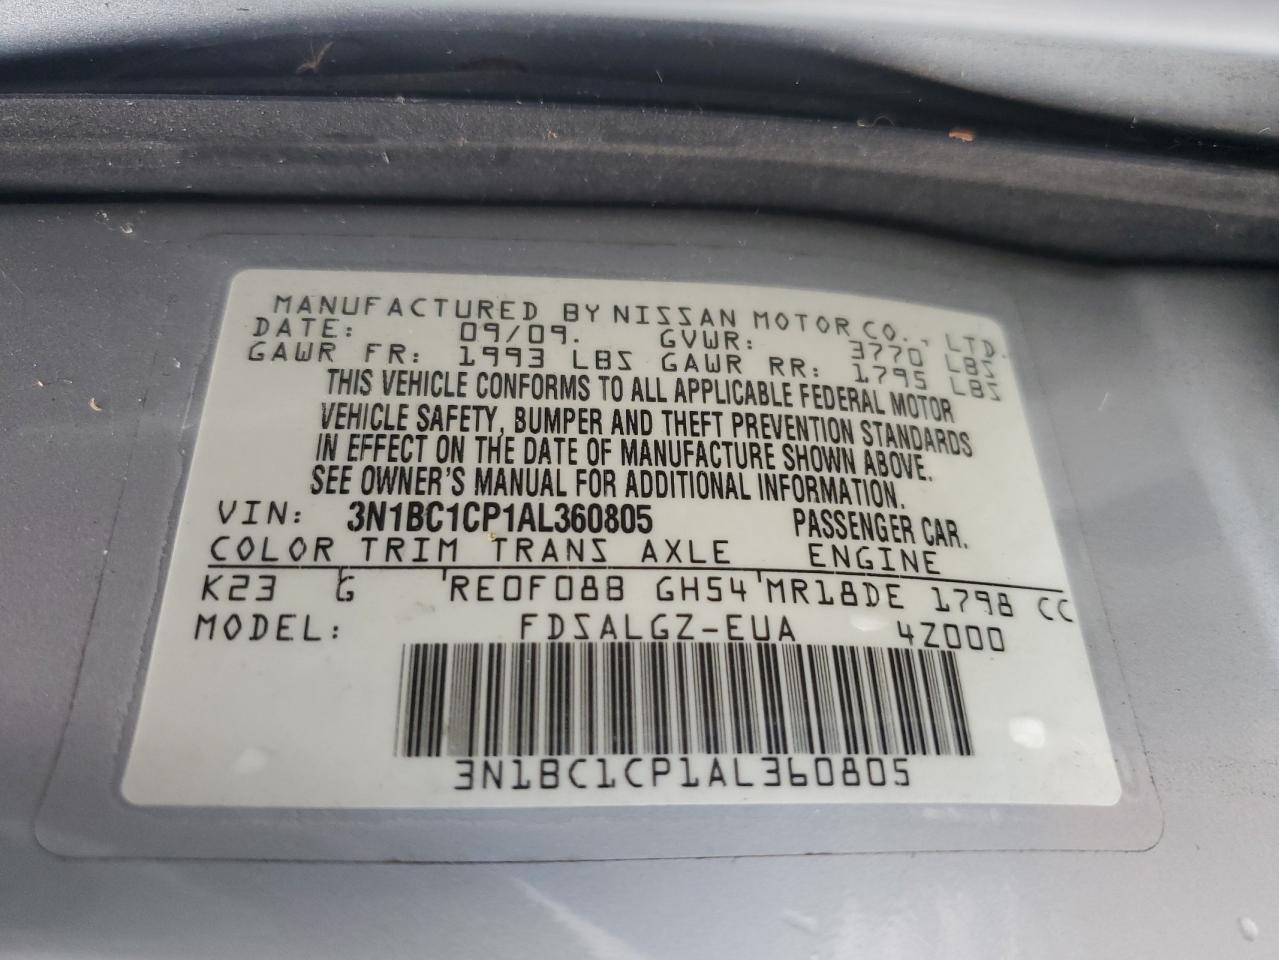 MANUFACTURED BY NISSAN MOTOR CO., LTD.
DATE: 09/09. GVWR: 3770 LBS
GAWR FR: 1993 LBS GAWR RR: 1795 LBS
THIS VEHICLE CONFORMS TO ALL APPLICABLE FEDERAL MOTOR
VEHICLE SAFETY, BUMPER AND THEFT PREVENTION STANDARDS
IN EFFECT ON THE DATE OF MANUFACTURE SHOWN ABOVE.
SEE OWNER'S MANUAL FOR ADDITIONAL INFORMATION.
VIN: 3N1BC1CP1AL360805 PASSENGER CAR.
COLOR TRIM TRANS AXLE ENGINE
K23 G RE0F08B GH54 MR18DE 1798 CC
MODEL: FDSALGZ-EUA 4Z000
3N1BC1CP1AL360805